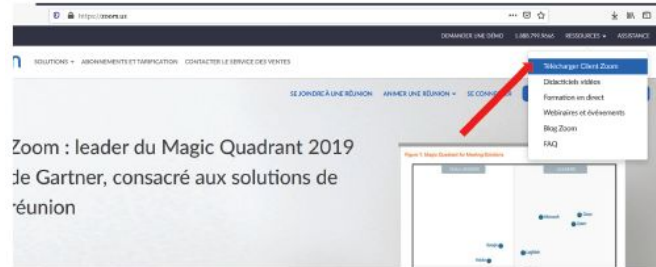 https://zoom.us
DEMANDER UNE DÉMO 1.888.799.9666 RESSOURCES ASSISTANCE
SOLUTIONS ABONNEMENTS ET TARIFICATION CONTACTER LE SERVICE DES VENTES
Télécharger Client Zoom
Didacticiels vidéos
Formation en direct
Webinaires et événements
Blog Zoom
FAQ
SE JOINDRE À UNE RÉUNION ANIMER UNE RÉUNION SE CONNECTER
Zoom : leader du Magic Quadrant 2019
de Gartner, consacré aux solutions de
réunion
Figure 1. Magic Quadrant for Meeting Solutions
Microsoft
Zoom
Cisco
Google
LogMeIn